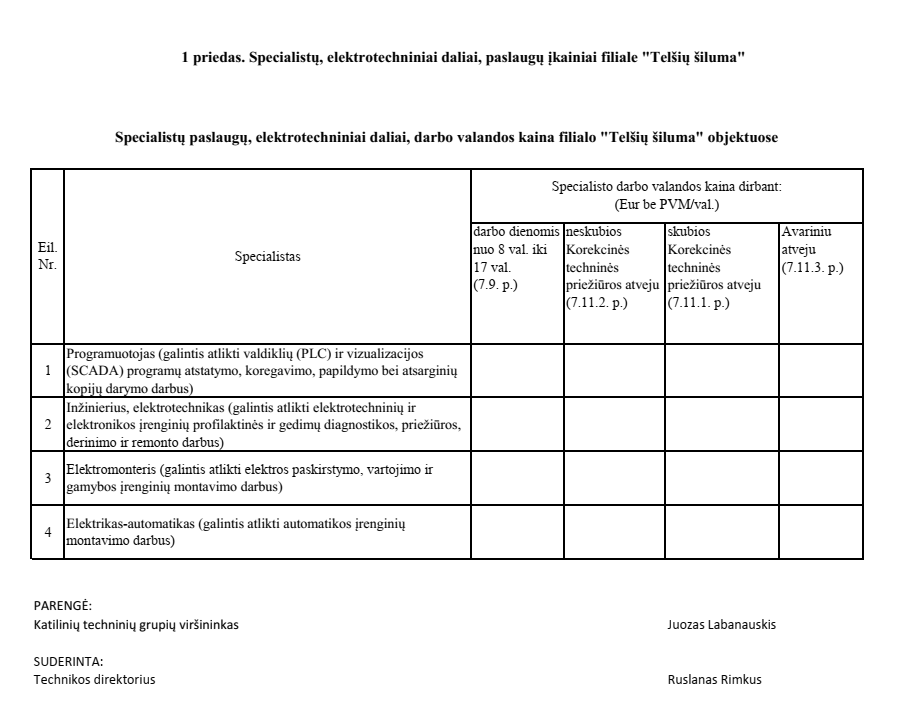 1 priedas. Specialistų, elektrotechniniai daliai, paslaugų įkainiai filiale "Telšių šiluma"
Specialistų paslaugų, elektrotechniniai daliai, darbo valandos kaina filialo "Telšių šiluma" objektuose
Eil.
Nr.
Specialistas
Specialisto darbo valandos kaina dirbant:
(Eur be PVM/val.)
darbo dienomis
nuo 8 val. iki
17 val.
(7.9. p.)
neskubios
Korekcinės
techninės
priežiūros atveju
(7.11.2. p.)
skubios
Korekcinės
techninės
priežiūros atveju
(7.11.1. p.)
Avariniu
atveju
(7.11.3. p.)
1
Programuotojas (galintis atlikti valdiklių (PLC) ir vizualizacijos
(SCADA) programų atstatymo, koregavimo, papildymo bei atsarginių
kopijų darymo darbus)
2
Inžinierius, elektrotechnikas (galintis atlikti elektrotechninių ir
elektronikos įrenginių profilaktinės ir gedimų diagnostikos, priežiūros,
derinimo ir remonto darbus)
3
Elektromonteris (galintis atlikti elektros paskirstymo, vartojimo ir
gamybos įrenginių montavimo darbus)
4
Elektrikas-automatikas (galintis atlikti automatikos įrenginių
montavimo darbus)
PARENGĖ:
Katilinių techninių grupių viršininkas Juozas Labanauskis
SUDERINTA:
Technikos direktorius Ruslanas Rimkus